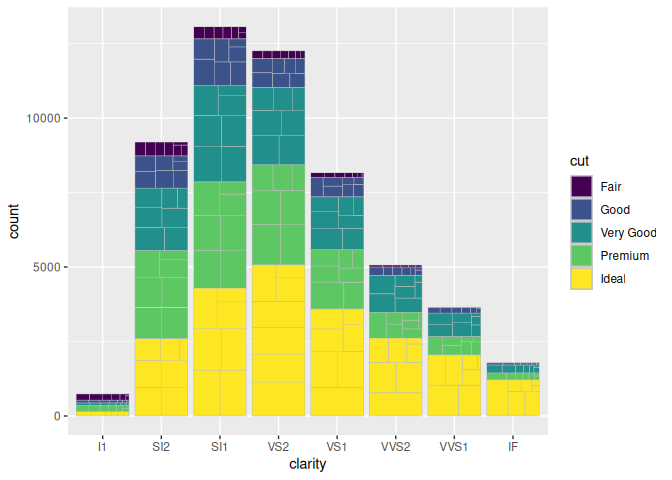 10000
5000
0
count
I1 SI2 SI1 VS2 VS1 VVS2 VVS1 IF
clarity
cut
Fair
Good
Very Good
Premium
Ideal